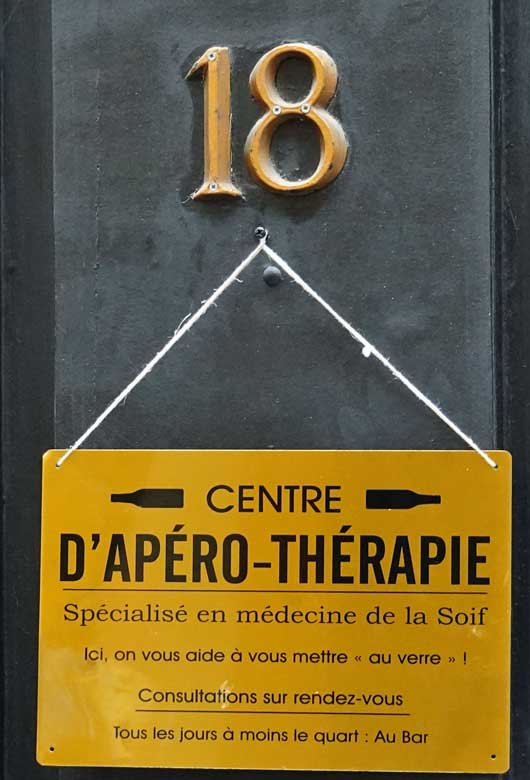 18
CENTRE
D'APÉRO-THÉRAPIE
Spécialisé en médecine de la Soif
Ici, on vous aide à vous mettre « au verre » !
Consultations sur rendez-vous
Tous les jours à moins le quart : Au Bar